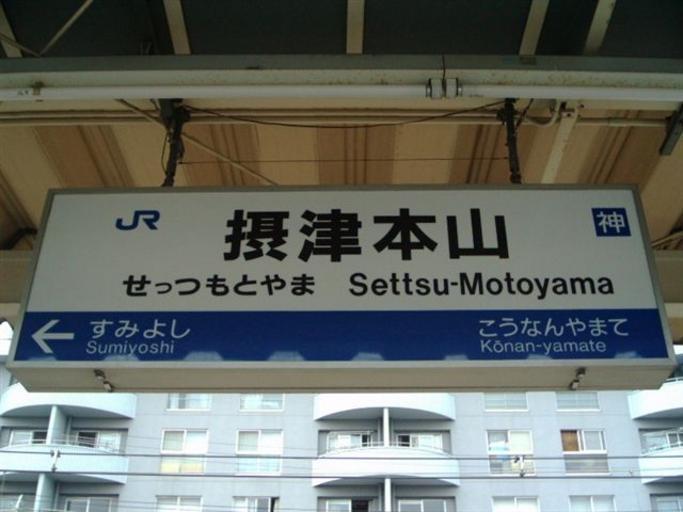 JR 摂津本山 神
せっつもとやま Settsu-Motoyama
← すみよし こうなんやまて
Sumiyoshi Kōnan-yamate